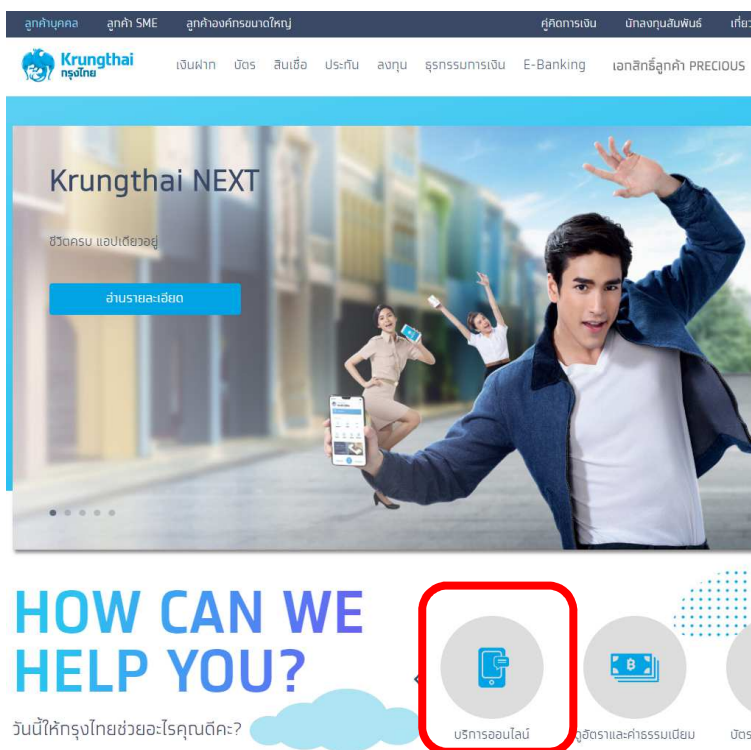 ลูกค้าบุคคล ลูกค้า SME ลูกค้าองค์กรขนาดใหญ่ คู่คิดการเงิน นักลงทุนสัมพันธ์ เกี่ยว
Krungthai
กรุงไทย
เงินฝาก บัตร สินเชื่อ ประกัน ลงทุน ธุรกรรมการเงิน E-Banking เอกสิทธิ์ลูกค้า PRECIOUS
Krungthai NEXT
ชีวิตครบ แอปเดียวอยู่
อ่านรายละเอียด
HOW CAN WE
HELP YOU?
วันนี้ให้กรุงไทยช่วยอะไรคุณดีคะ?
บริการออนไลน์ ดูอัตราและค่าธรรมเนียม บัตร